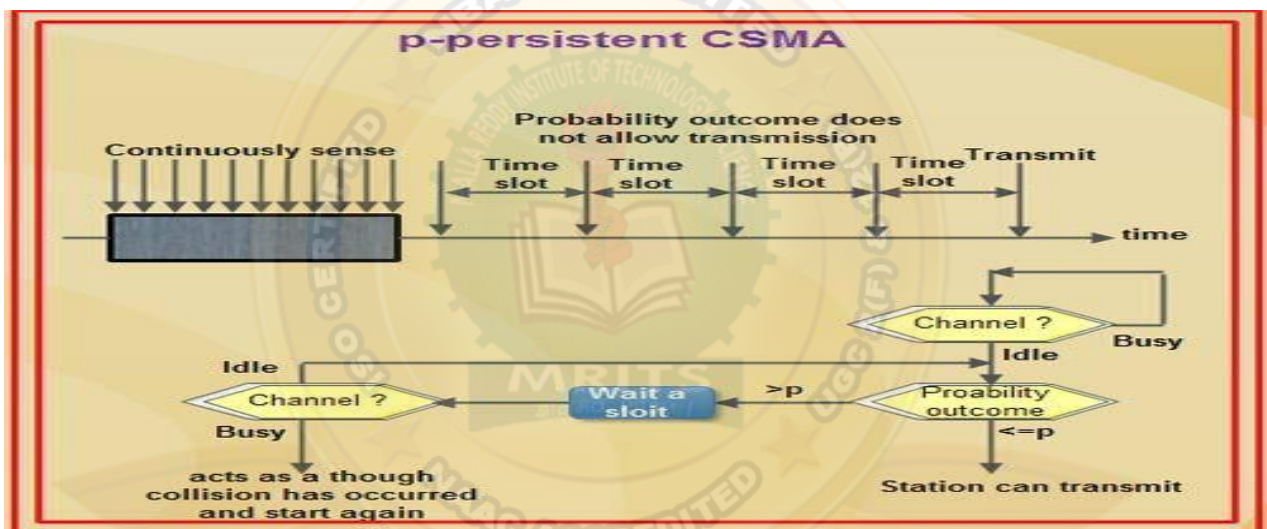 p-persistent CSMA
Probability outcome does
not allow transmission
Continuously sense
Time
slot
Time
slot
Time
slot
Time
slot
Transmit
time
Channel ?
Busy
Idle
Proability
outcome
>p
<=p
Wait a
sloit
Station can transmit
Idle
Channel ?
Busy
acts as a though
collision has occurred
and start again
MRITS